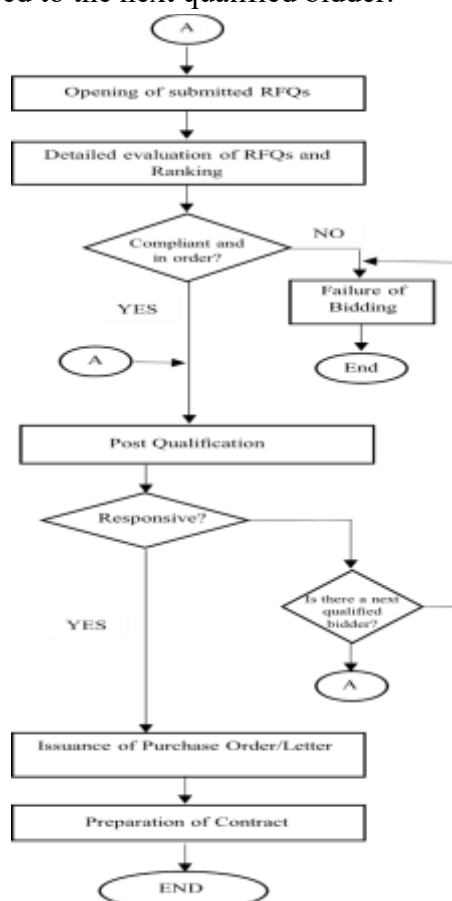 ed to the next qualified bidder.
A
Opening of submitted RFQs
Detailed evaluation of RFQs and
Ranking
Compliant and
in order?
NO
Failure of
Bidding
YES
A
End
Post Qualification
Responsive?
Is there a next
qualified
bidder?
YES
A
Issuance of Purchase Order/Letter
Preparation of Contract
END